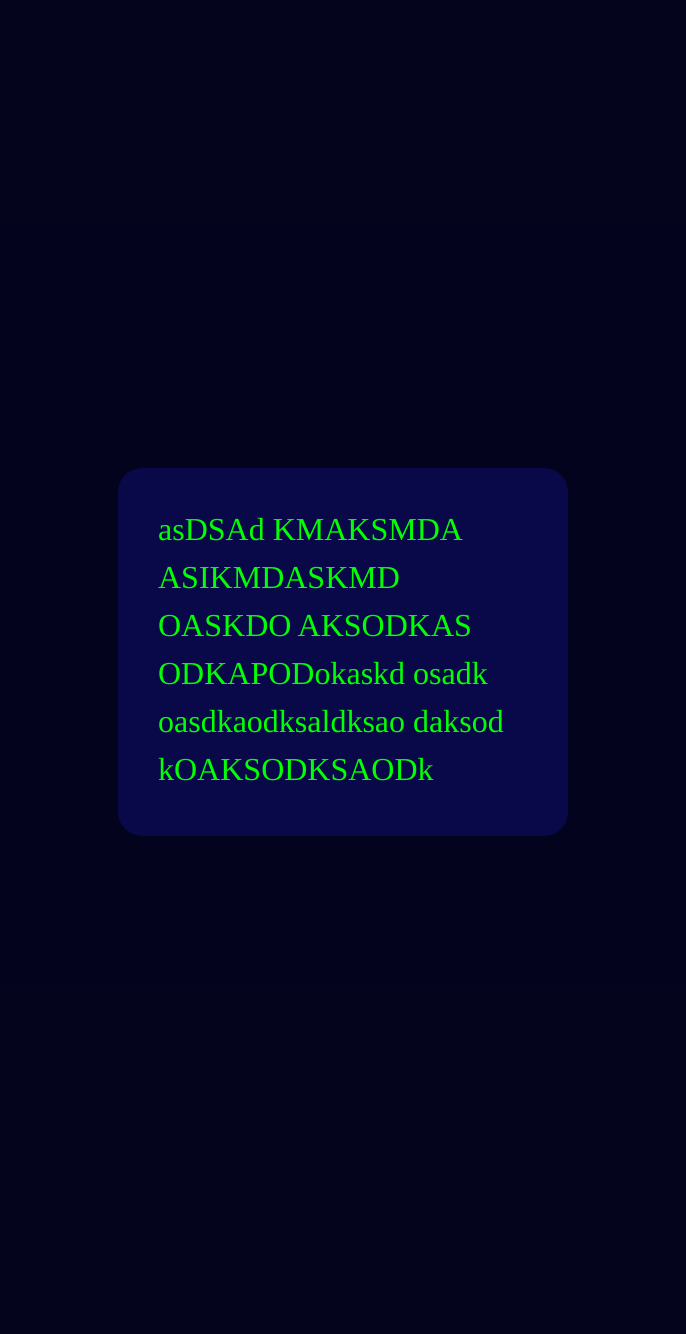 asDSAd KMAKSMDA
ASIKMDASKMD
OASKDO AKSODKAS
ODKAPODokaskd osadk
oasdkaodksaldksao daksod
kOAKSODKSAODk